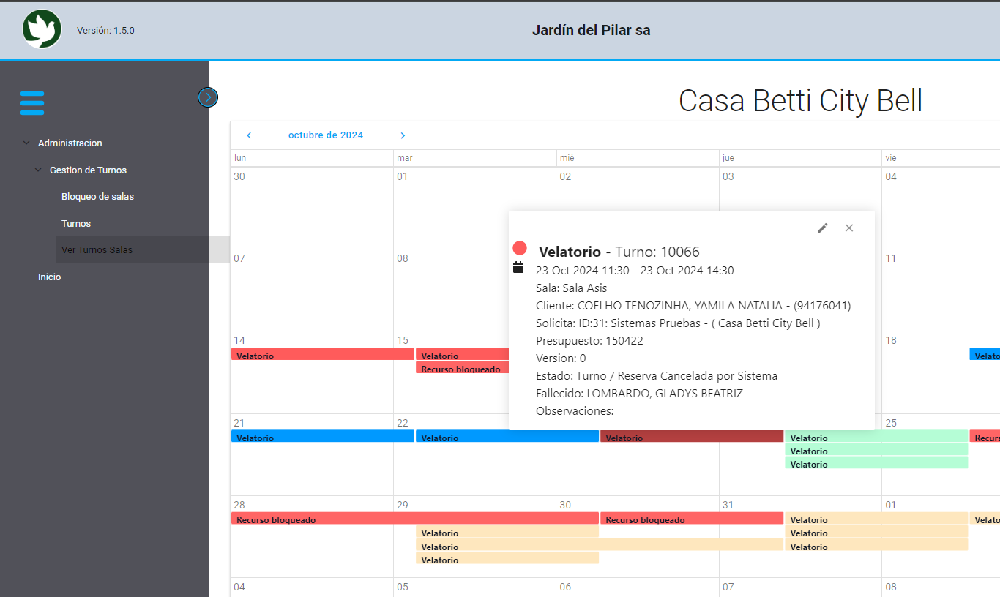 Versión: 1.5.0
Jardín del Pilar sa
Administracion
Gestion de Turnos
Bloqueo de salas
Turnos
Ver Turnos Salas
Inicio
Casa Betti City Bell
octubre de 2024
lun mar mié jue vie
30 01 02 03 04
07 08 11
Velatorio - Turno: 10066
23 Oct 2024 11:30 - 23 Oct 2024 14:30
Sala: Sala Asis
Cliente: COELHO TENOZINHA, YAMILA NATALIA - (94176041)
Solicita: ID:31: Sistemas Pruebas - ( Casa Betti City Bell )
Presupuesto: 150422
Version: 0
Estado: Turno / Reserva Cancelada por Sistema
Fallecido: LOMBARDO, GLADYS BEATRIZ
Observaciones:
14 15 18
Velatorio Velatorio Velato
Recurso bloqueado
21 22 25
Velatorio Velatorio Velatorio Velatorio Recurs
Velatorio
Velatorio
28 29 30 31 01
Recurso bloqueado Recurso bloqueado Velatorio Velato
Velatorio Velatorio
Velatorio Velatorio
Velatorio
04 05 06 07 08